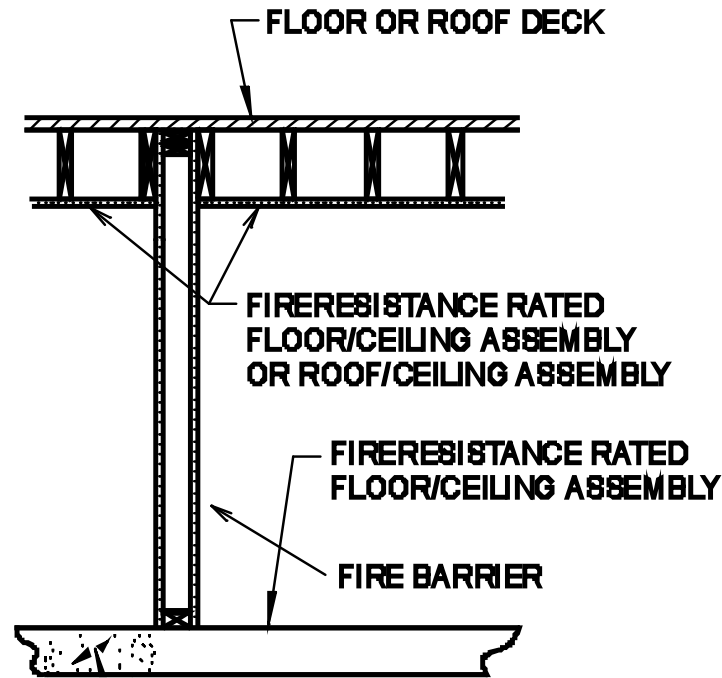 FLOOR OR ROOF DECK
FIRERESISTANCE RATED
FLOOR/CEILING ASSEMBLY
OR ROOF/CEILING ASSEMBLY
FIRERESISTANCE RATED
FLOOR/CEILING ASSEMBLY
FIRE BARRIER